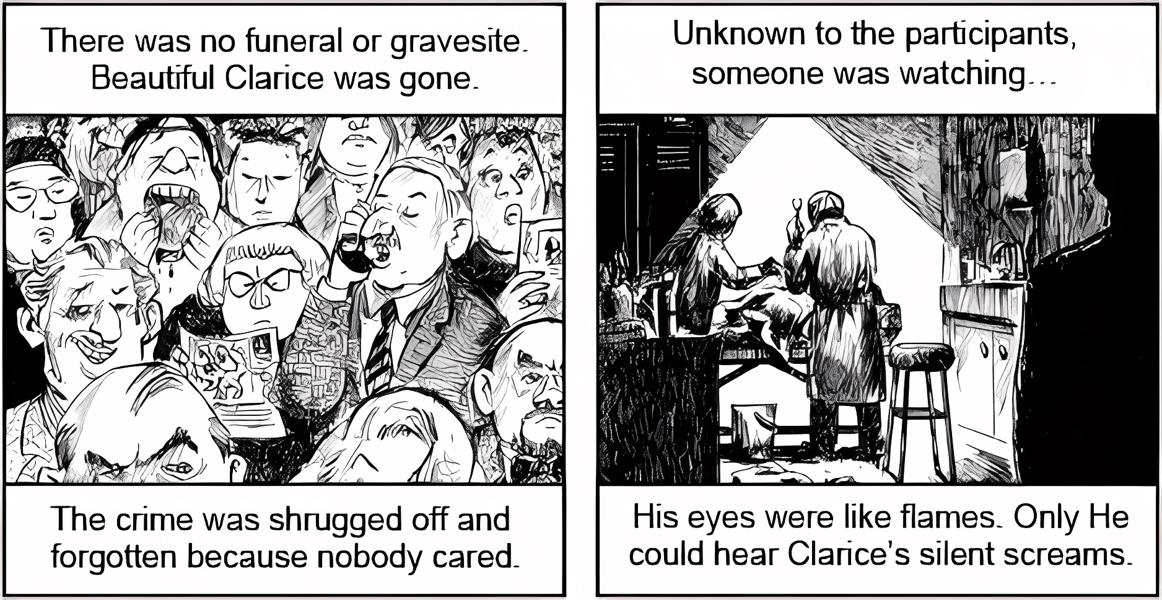 There was no funeral or gravesite.
Beautiful Clarice was gone.
The crime was shrugged off and
forgotten because nobody cared.
Unknown to the participants,
someone was watching...
His eyes were like flames. Only He
could hear Clarice's silent screams.